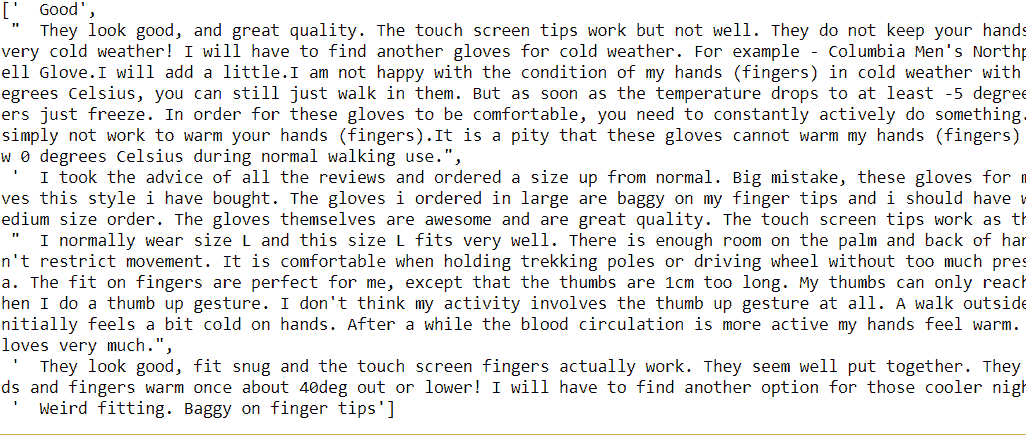 ['  Good',
"  They look good, and great quality. The touch screen tips work but not well. They do not keep your hands
very cold weather! I will have to find another gloves for cold weather. For example - Columbia Men's
ell Glove.I will add a little.I am not happy with the condition of my hands (fingers) in cold weather with
egrees Celsius, you can still just walk in them. But as soon as the temperature drops to at least -5
ers just freeze. In order for these gloves to be comfortable, you need to constantly actively do something.
simply not work to warm your hands (fingers).It is a pity that these gloves cannot warm my hands (fingers)
w 0 degrees Celsius during normal walking use.",
'  I took the advice of all the reviews and ordered a size up from normal. Big mistake, these gloves for
ves this style i have bought. The gloves i ordered in large are baggy on my finger tips and i should have
edium size order. The gloves themselves are awesome and are great quality. The touch screen tips work as
"  I normally wear size L and this size L fits very well. There is enough room on the palm and back of
n't restrict movement. It is comfortable when holding trekking poles or driving wheel without too much
a. The fit on fingers are perfect for me, except that the thumbs are 1cm too long. My thumbs can only reach
hen I do a thumb up gesture. I don't think my activity involves the thumb up gesture at all. A walk outside
nitially feels a bit cold on hands. After a while the blood circulation is more active my hands feel warm.
loves very much.",
'  They look good, fit snug and the touch screen fingers actually work. They seem well put together. They
ds and fingers warm once about 40deg out or lower! I will have to find another option for those cooler
'  Weird fitting. Baggy on finger tips']